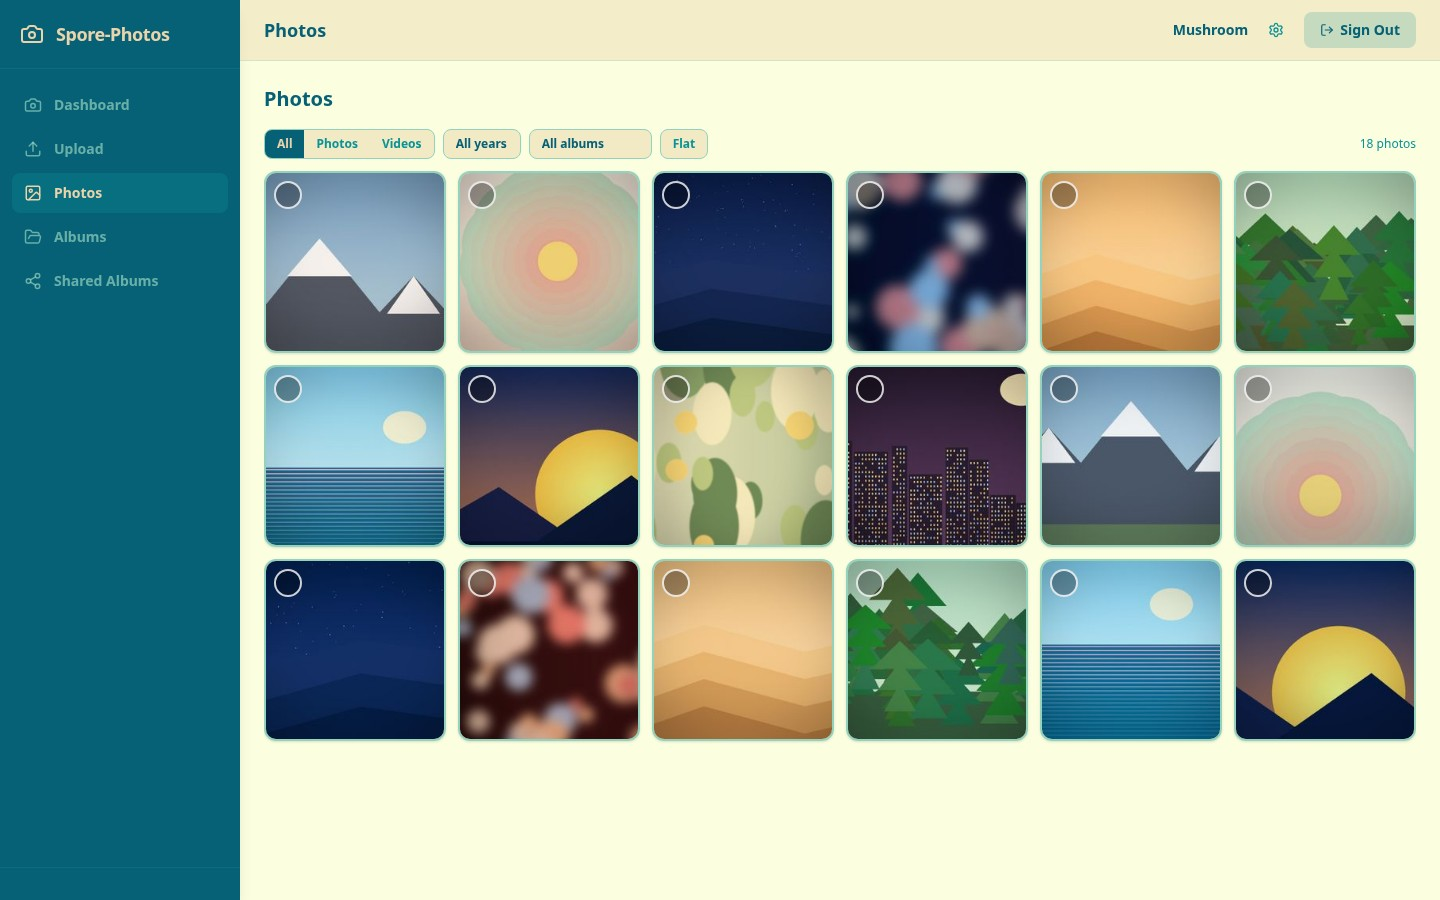 Spore-Photos
Photos
Mushroom
Sign Out
Dashboard
Upload
Photos
Albums
Shared Albums
Photos
All
Photos
Videos
All years
All albums
Flat
18 photos